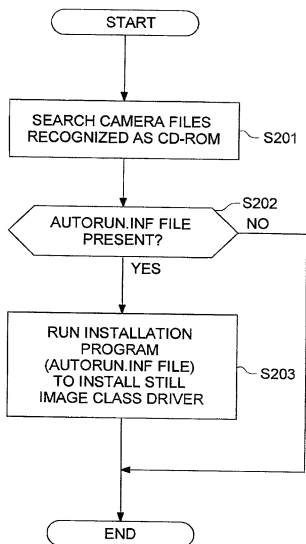 START
SEARCH CAMERA FILES
RECOGNIZED AS CD-ROM
S201
S202
AUTORUN.INF FILE
PRESENT?
NO
YES
RUN INSTALLATION
PROGRAM
(AUTORUN.INF FILE)
TO INSTALL STILL
IMAGE CLASS DRIVER
S203
END